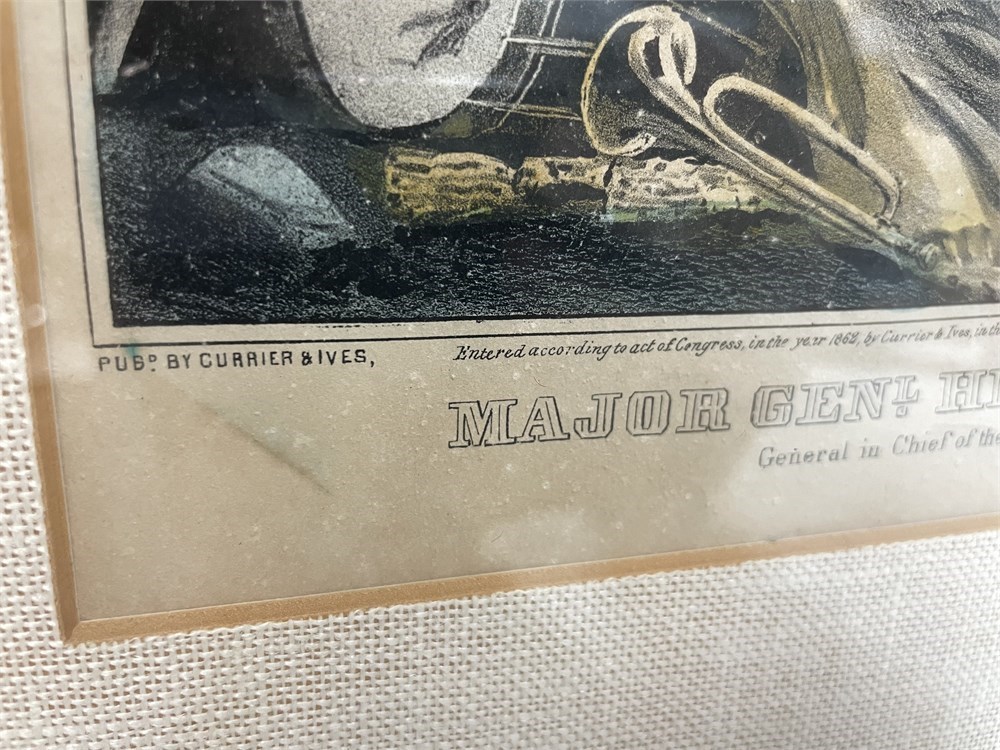 PUBD. BY CURRIER & IVES,
Entered according to act of Congress, in the year 1862, by Currier & Ives, in the
MAJOR GENL. H
General in Chief of the